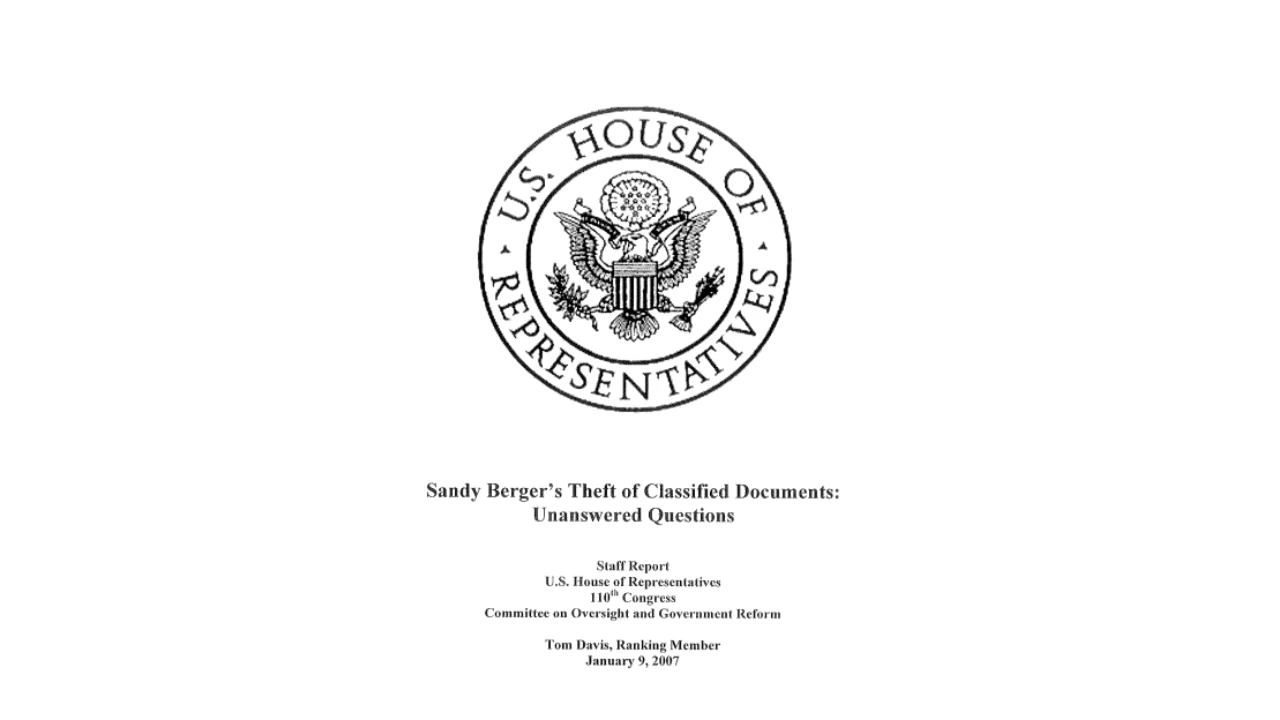 U.S. HOUSE OF
REPRESENTATIVES
Sandy Berger’s Theft of Classified Documents:
Unanswered Questions
Staff Report
U.S. House of Representatives
110th Congress
Committee on Oversight and Government Reform
Tom Davis, Ranking Member
January 9, 2007